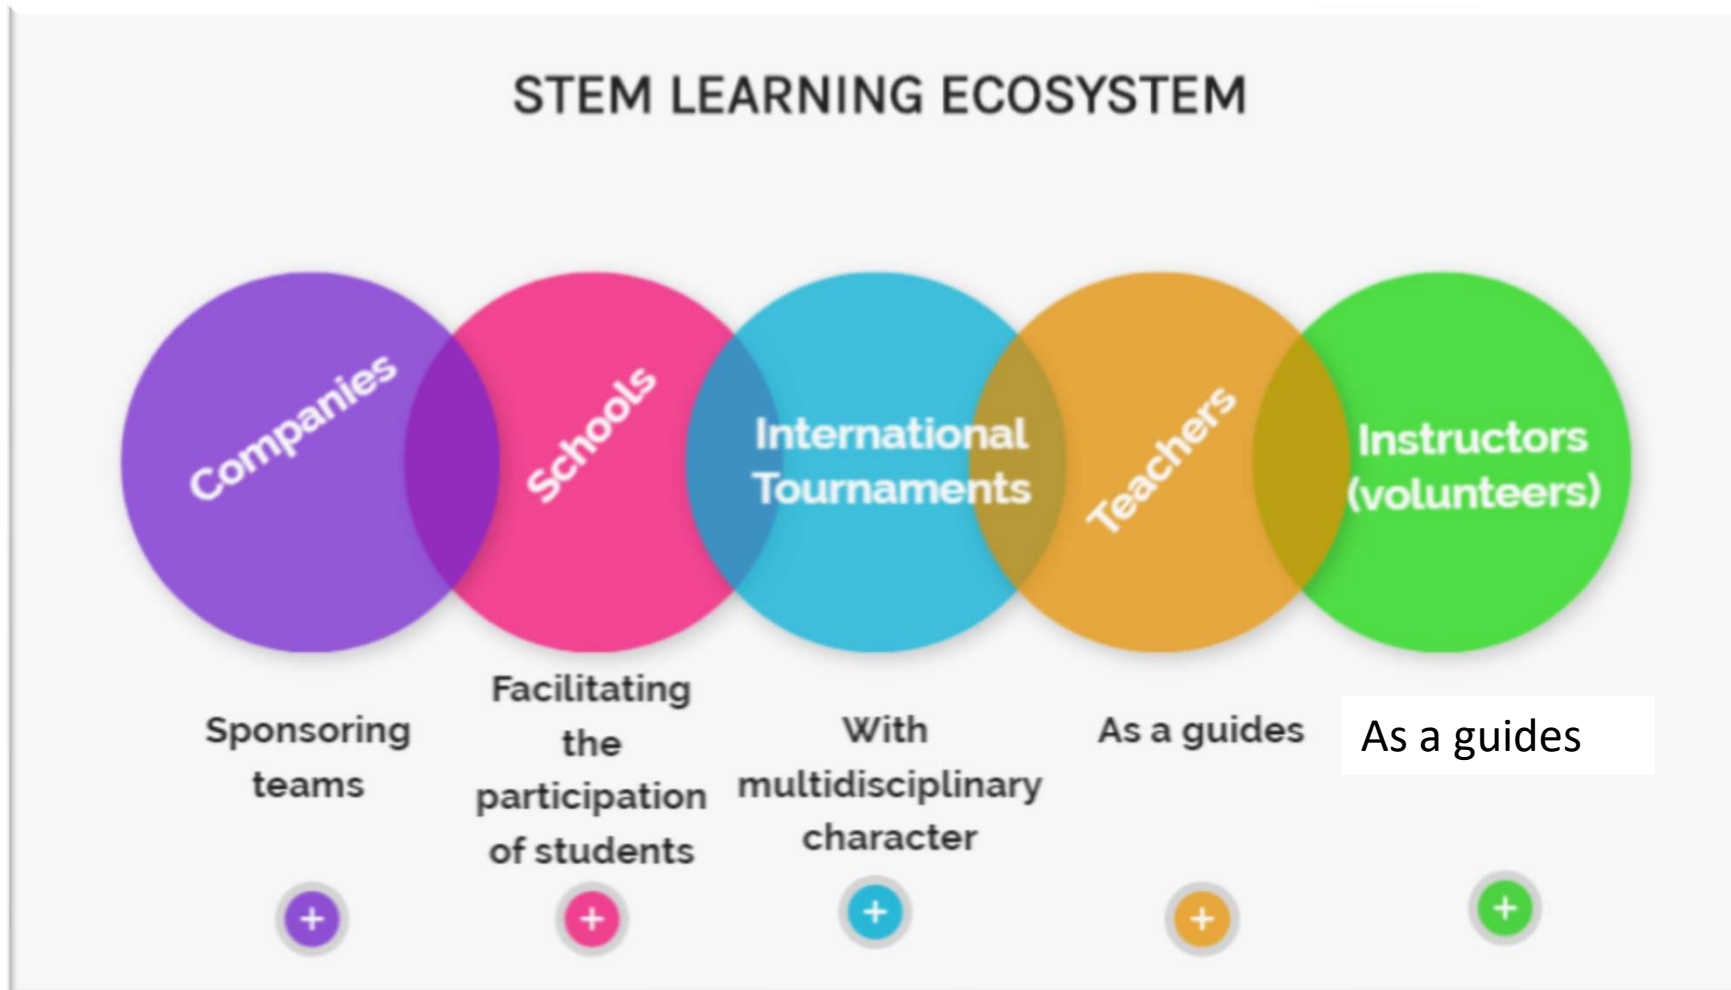 STEM LEARNING ECOSYSTEM
Companies
Schools
International
Tournaments
Teachers
Instructors
(volunteers)
Sponsoring
teams
Facilitating
the
participation
of students
With
multidisciplinary
character
As a guides
As a guides
+
+
+
+
+